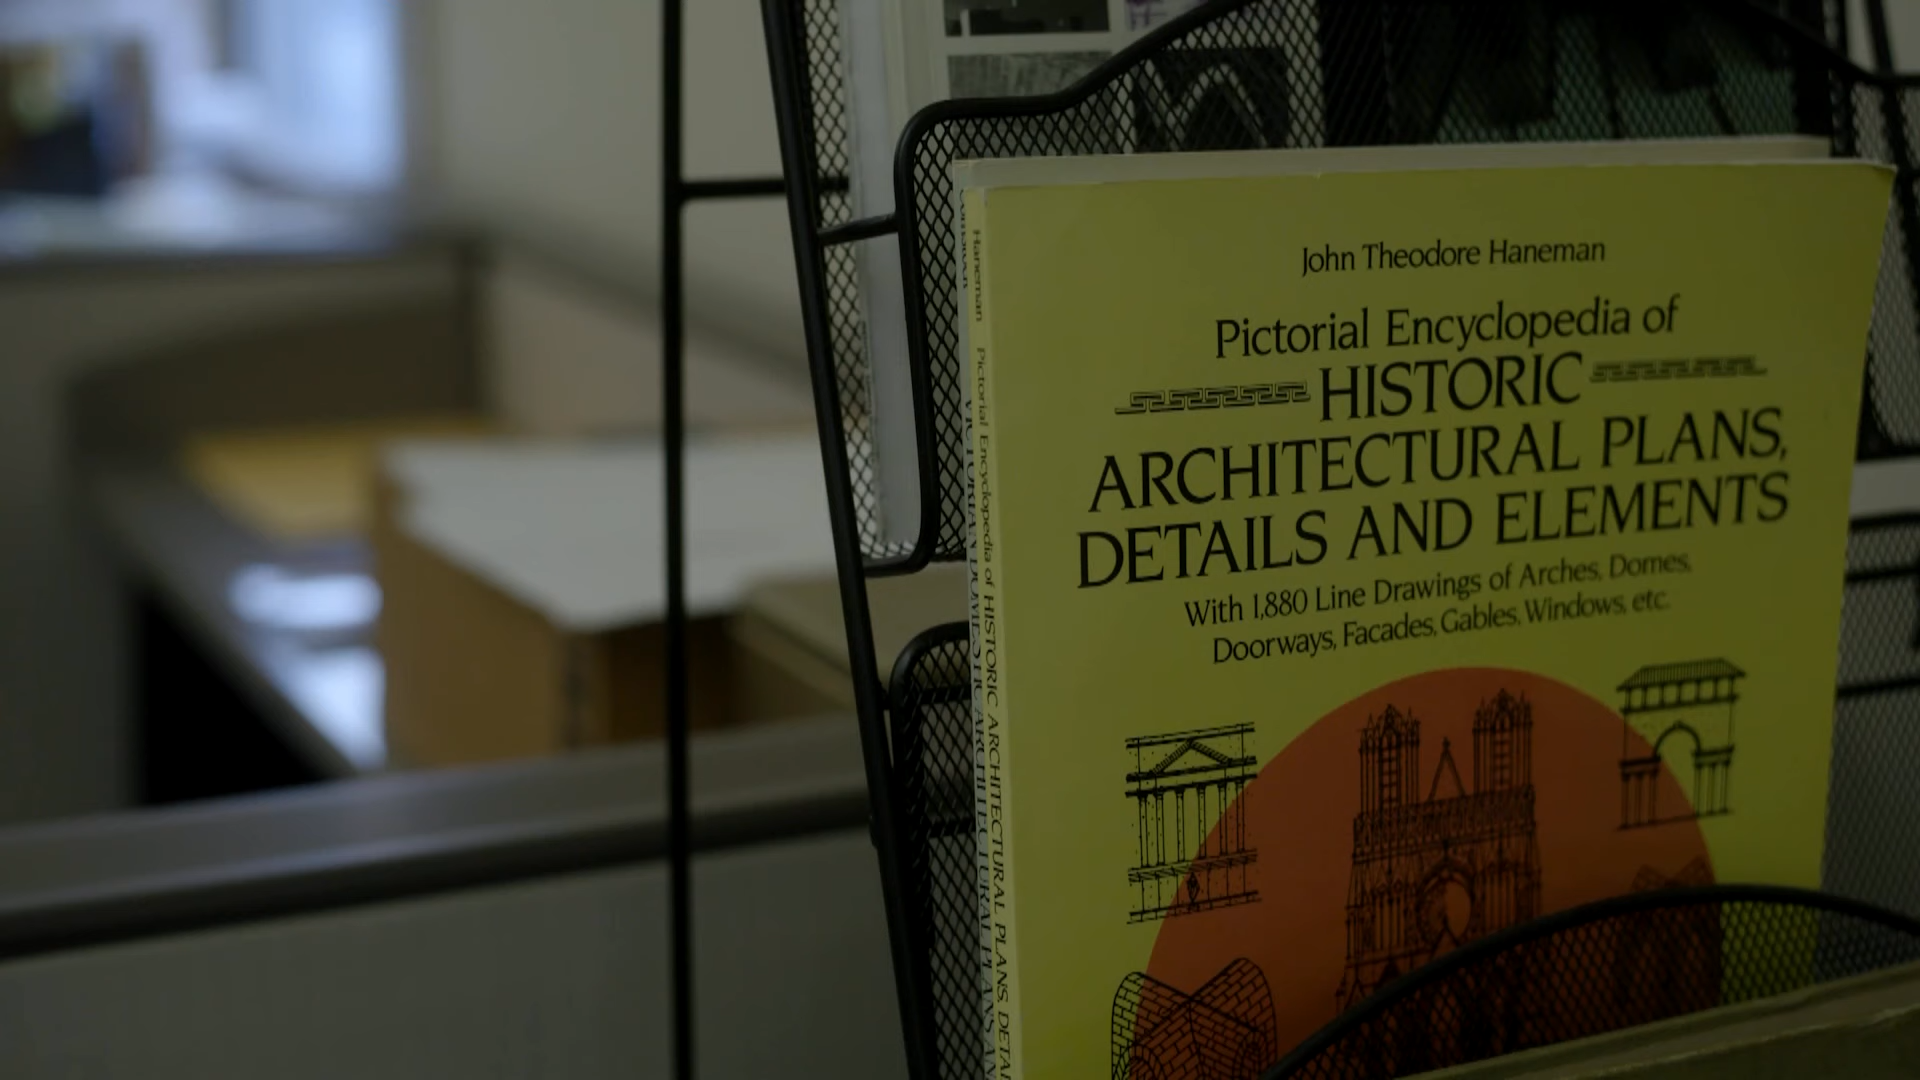 John Theodore Haneman
Pictorial Encyclopedia of
HISTORIC
ARCHITECTURAL PLANS,
DETAILS AND ELEMENTS
With 1,880 Line Drawings of Arches, Domes,
Doorways, Facades, Gables, Windows, etc.
Haneman Pictorial Encyclopedia of HISTORIC ARCHITECTURAL PLANS, DETAI
VICTORIAN DOMESTIC ARCHITECTURAL PLANS AN